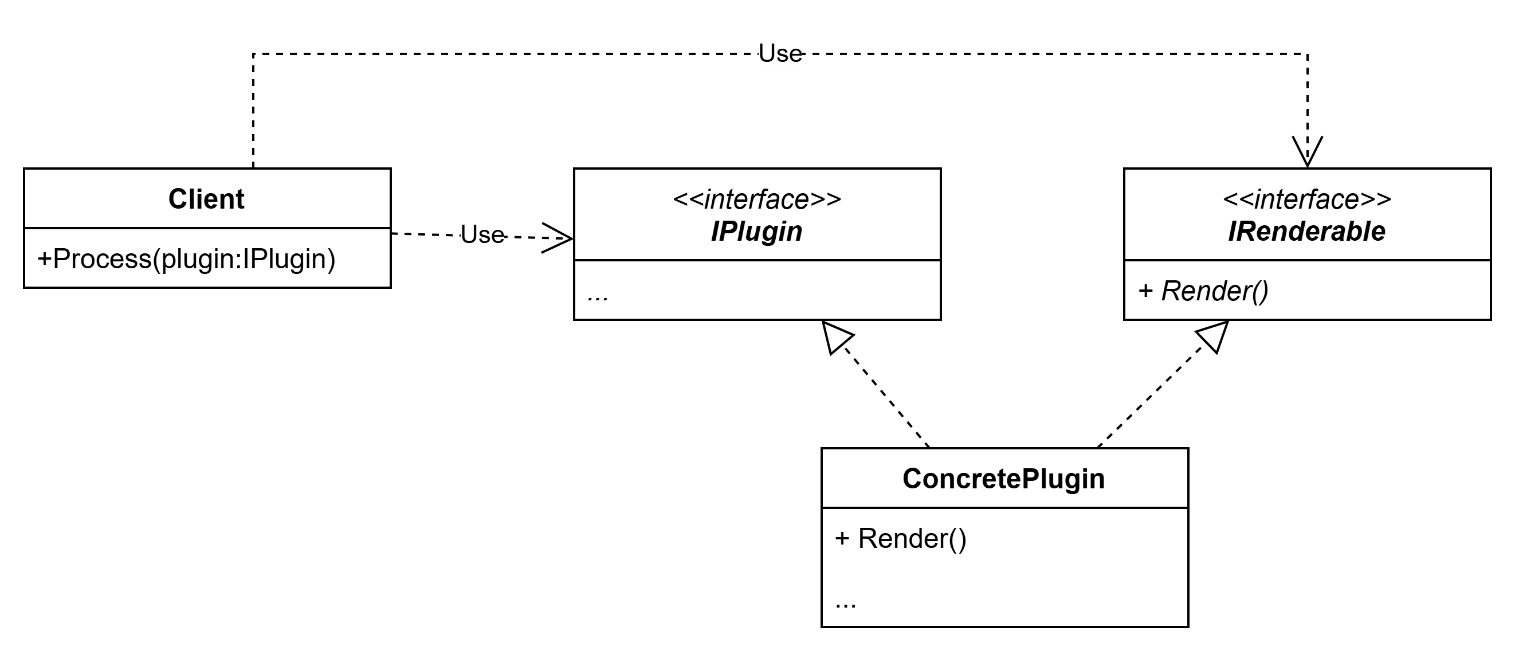 Use
Client
+Process(plugin:IPlugin)
Use
<<interface>>
IPlugin
...
<<interface>>
IRenderable
+ Render()
ConcretePlugin
+ Render()
...